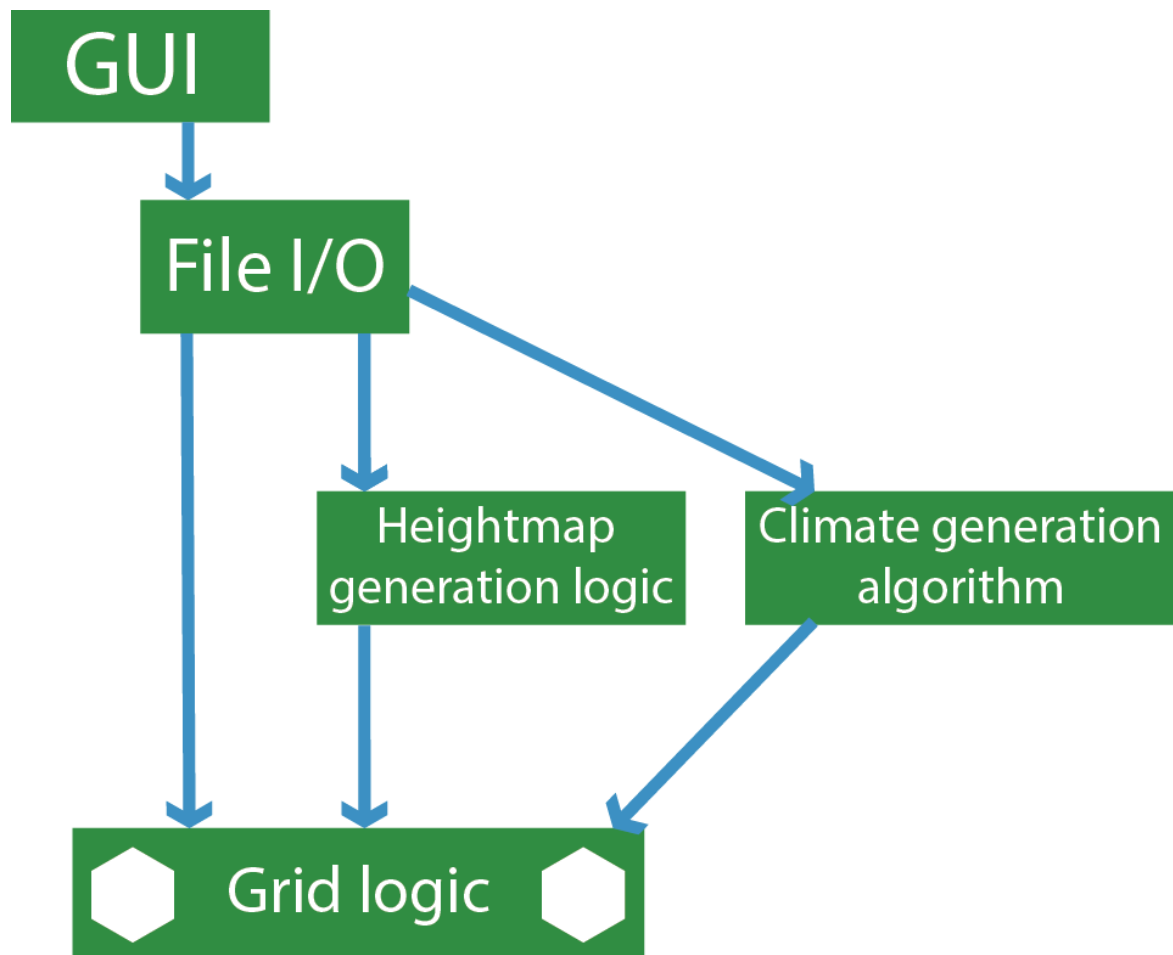 GUI
File I/O
Heightmap
generation logic
Climate generation
algorithm
Grid logic